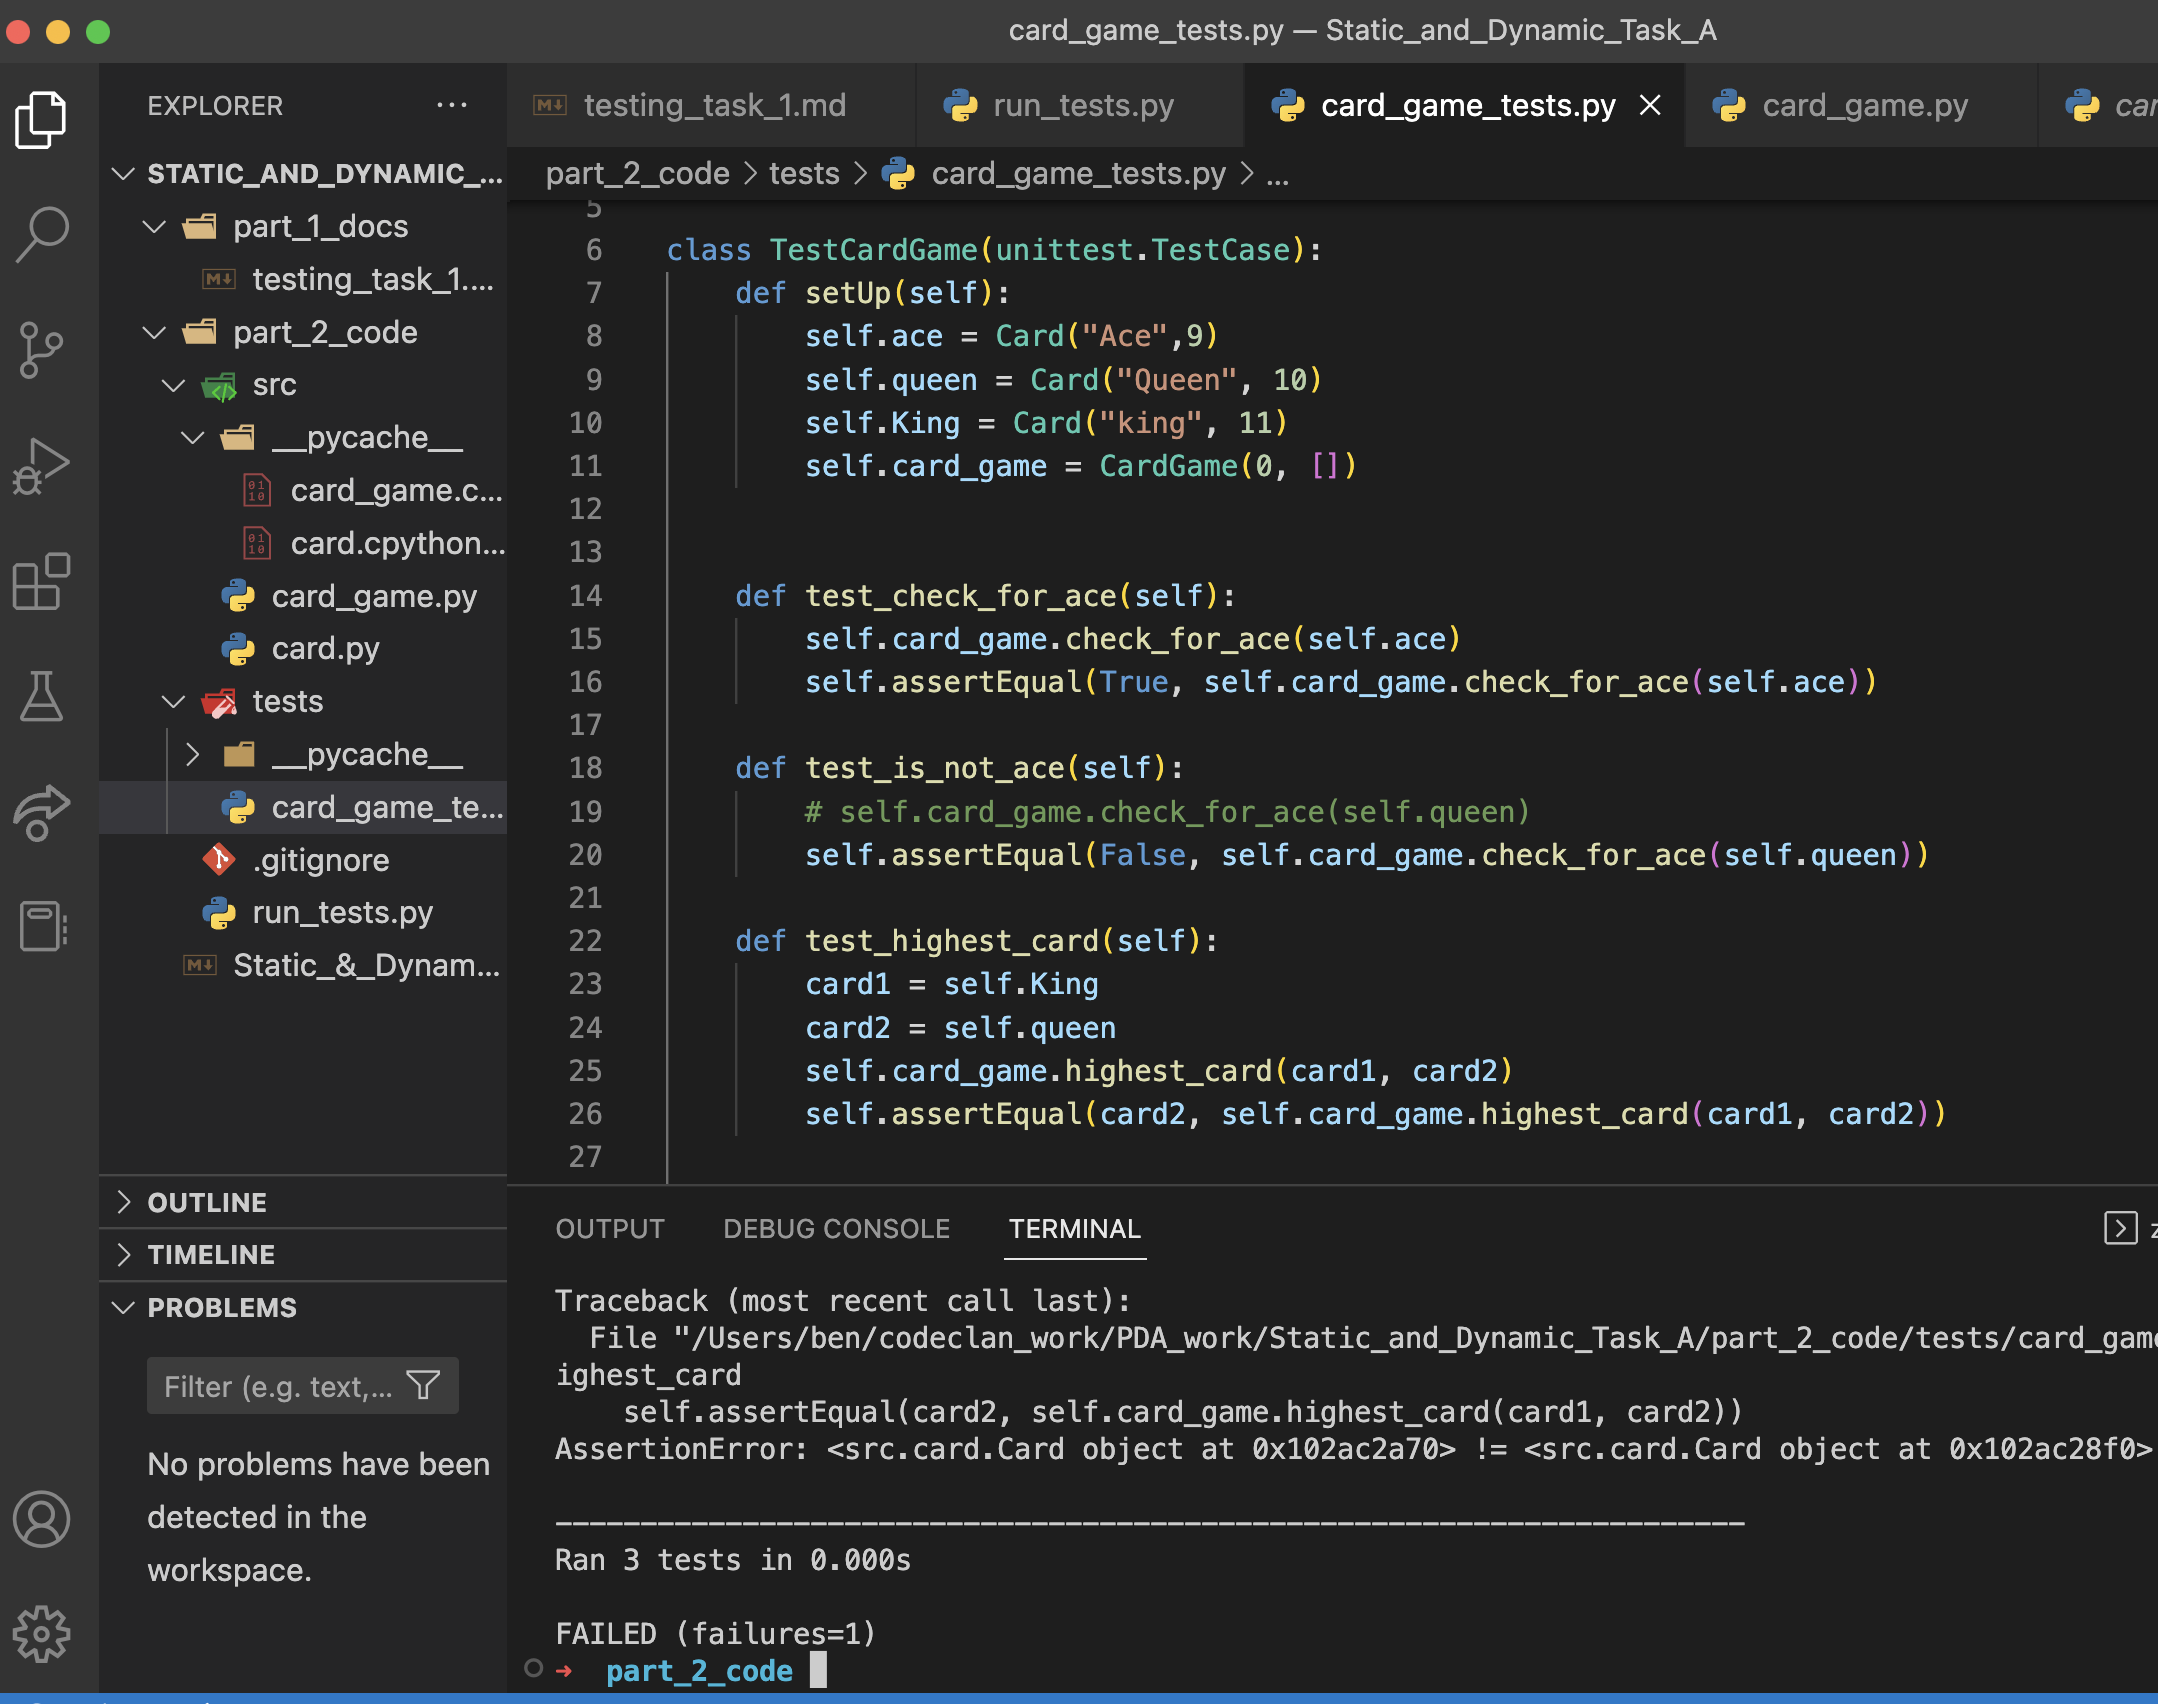 card_game_tests.py — Static_and_Dynamic_Task_A
EXPLORER
testing_task_1.md
run_tests.py
card_game_tests.py
card_game.py
car
STATIC_AND_DYNAMIC_...
part_1_docs
testing_task_1....
part_2_code
src
__pycache__
card_game.c...
card.cpython...
card_game.py
card.py
tests
__pycache__
card_game_te...
.gitignore
run_tests.py
Static_&_Dynam...
OUTLINE
TIMELINE
PROBLEMS
Filter (e.g. text,...
No problems have been
detected in the
workspace.
part_2_code > tests > card_game_tests.py > ...
5
6 class TestCardGame(unittest.TestCase):
7 def setUp(self):
8 self.ace = Card("Ace",9)
9 self.queen = Card("Queen", 10)
10 self.King = Card("king", 11)
11 self.card_game = CardGame(0, [])
12
13
14 def test_check_for_ace(self):
15 self.card_game.check_for_ace(self.ace)
16 self.assertEqual(True, self.card_game.check_for_ace(self.ace))
17
18 def test_is_not_ace(self):
19 # self.card_game.check_for_ace(self.queen)
20 self.assertEqual(False, self.card_game.check_for_ace(self.queen))
21
22 def test_highest_card(self):
23 card1 = self.King
24 card2 = self.queen
25 self.card_game.highest_card(card1, card2)
26 self.assertEqual(card2, self.card_game.highest_card(card1, card2))
27
OUTPUT DEBUG CONSOLE TERMINAL
Traceback (most recent call last):
File "/Users/ben/codeclan_work/PDA_work/Static_and_Dynamic_Task_A/part_2_code/tests/card_game
ighest_card
self.assertEqual(card2, self.card_game.highest_card(card1, card2))
AssertionError: <src.card.Card object at 0x102ac2a70> != <src.card.Card object at 0x102ac28f0>
----------------------------------------------------------------------
Ran 3 tests in 0.000s
FAILED (failures=1)
➜ part_2_code